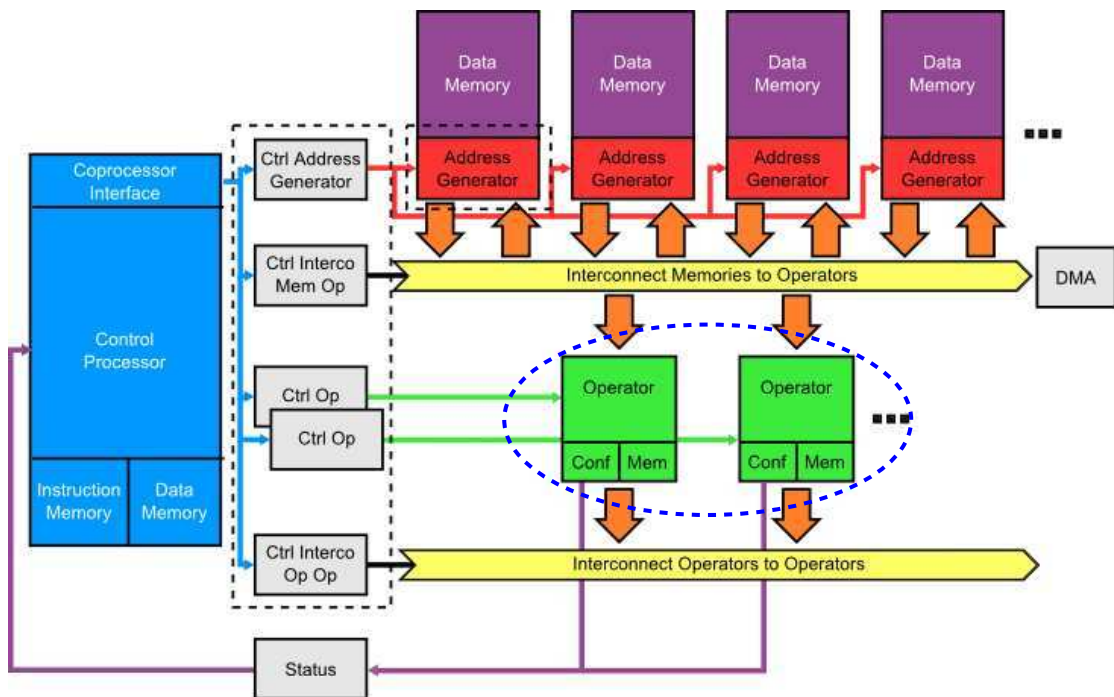 Data
Memory
Data
Memory
Data
Memory
Data
Memory
Address
Generator
Address
Generator
Address
Generator
Address
Generator
Coprocessor
Interface
Ctrl Address
Generator
Ctrl Interco
Mem Op
Interconnect Memories to Operators
DMA
Control
Processor
Ctrl Op
Ctrl Op
Operator
Conf
Mem
Operator
Conf
Mem
Instruction
Memory
Data
Memory
Ctrl Interco
Op Op
Interconnect Operators to Operators
Status